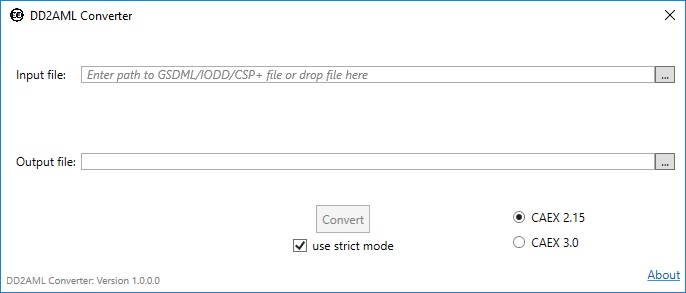 DD2AML Converter
Input file: Enter path to GSDML/IODD/CSP+ file or drop file here ...
Output file: ...
Convert
CAEX 2.15
use strict mode
CAEX 3.0
About
DD2AML Converter: Version 1.0.0.0